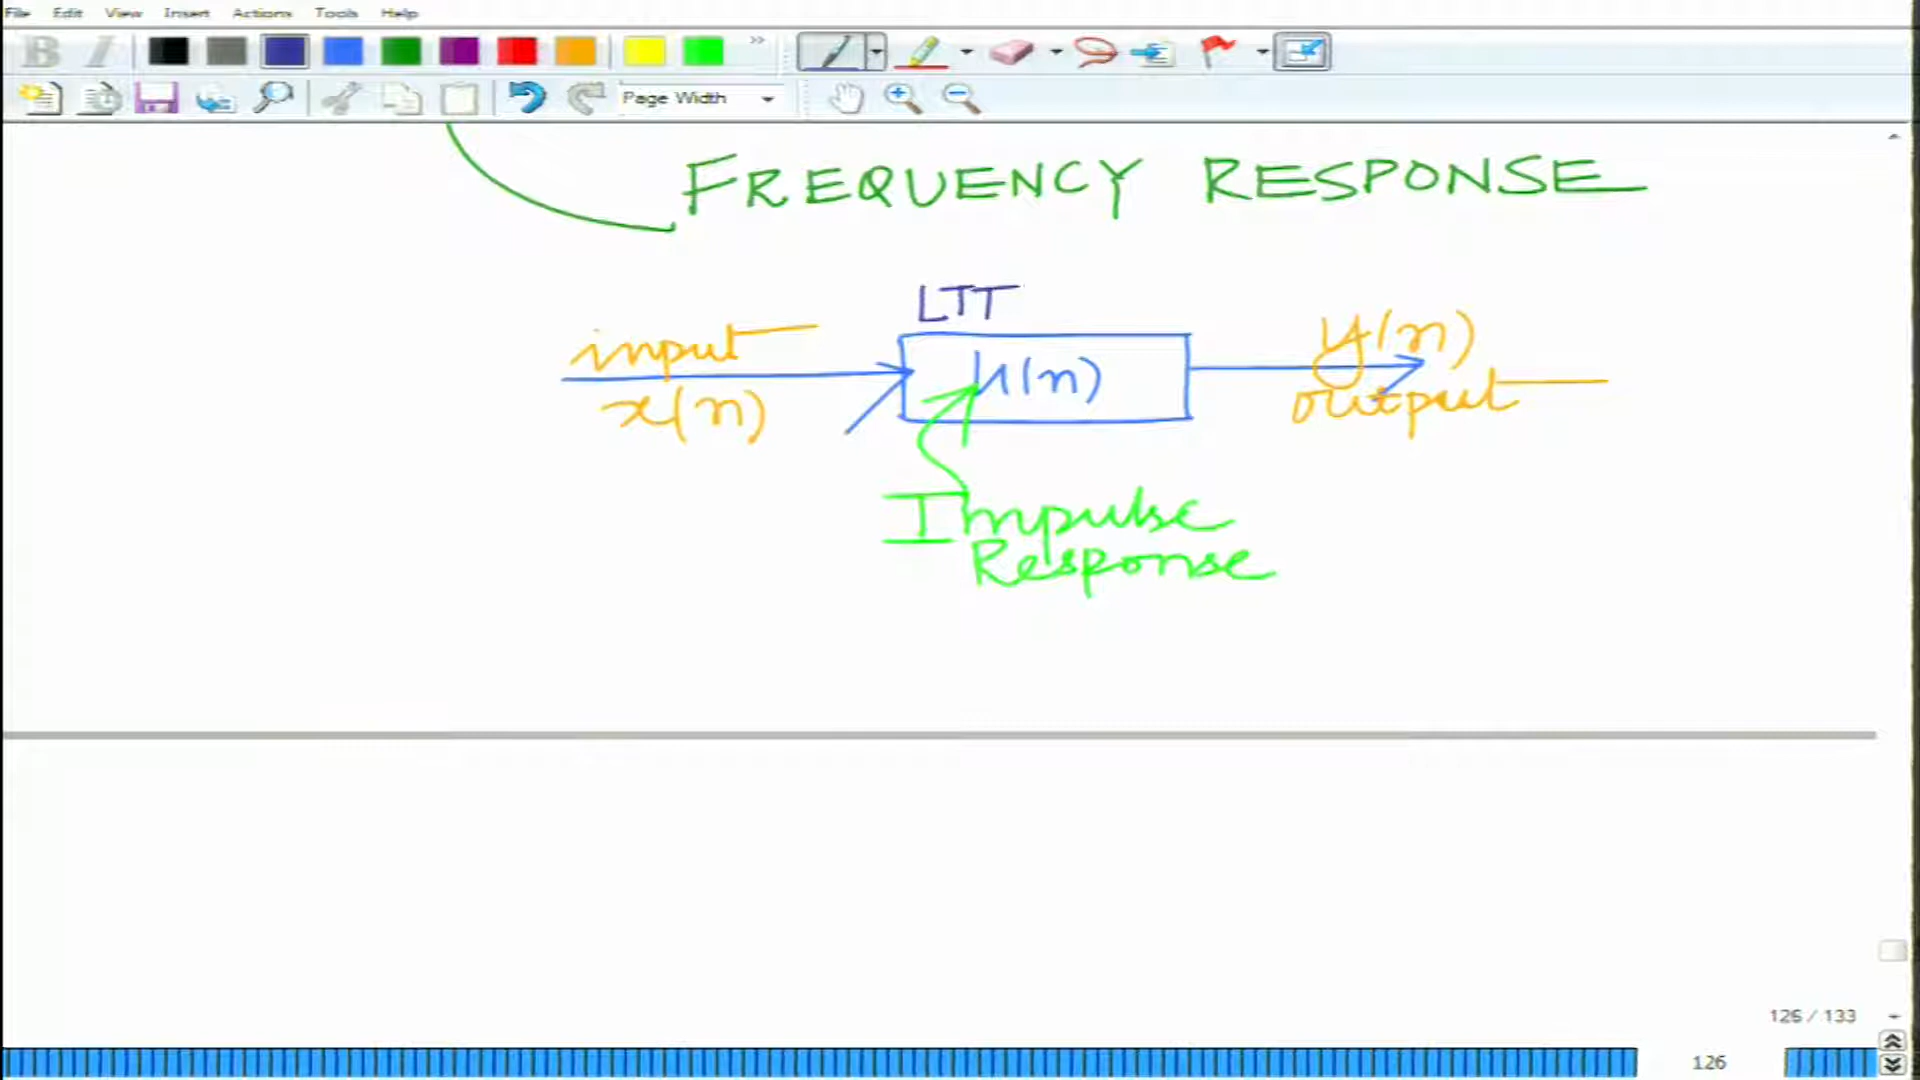 File Edit View Insert Actions Tools Help
B I
Page Width
FREQUENCY RESPONSE
LTI
input
x(n)
h(n)
y(n)
output
Impulse
Response
126 / 133
126